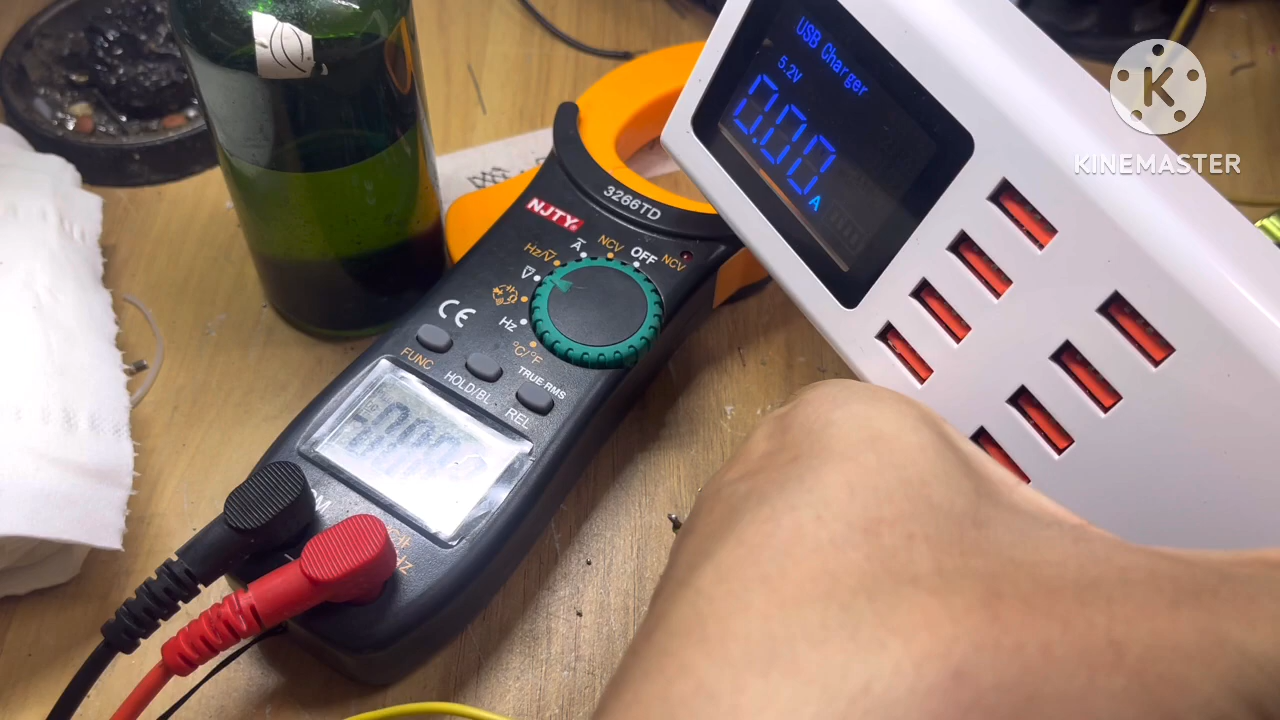 USB Charger
5.2V
0.00 A
KINEMASTER
3266TD
NJTY
NCV
OFF
NCV
A
Hz/V
V
Hz
°C/°F
CE
FUNC
HOLD/BL
TRUE RMS
REL